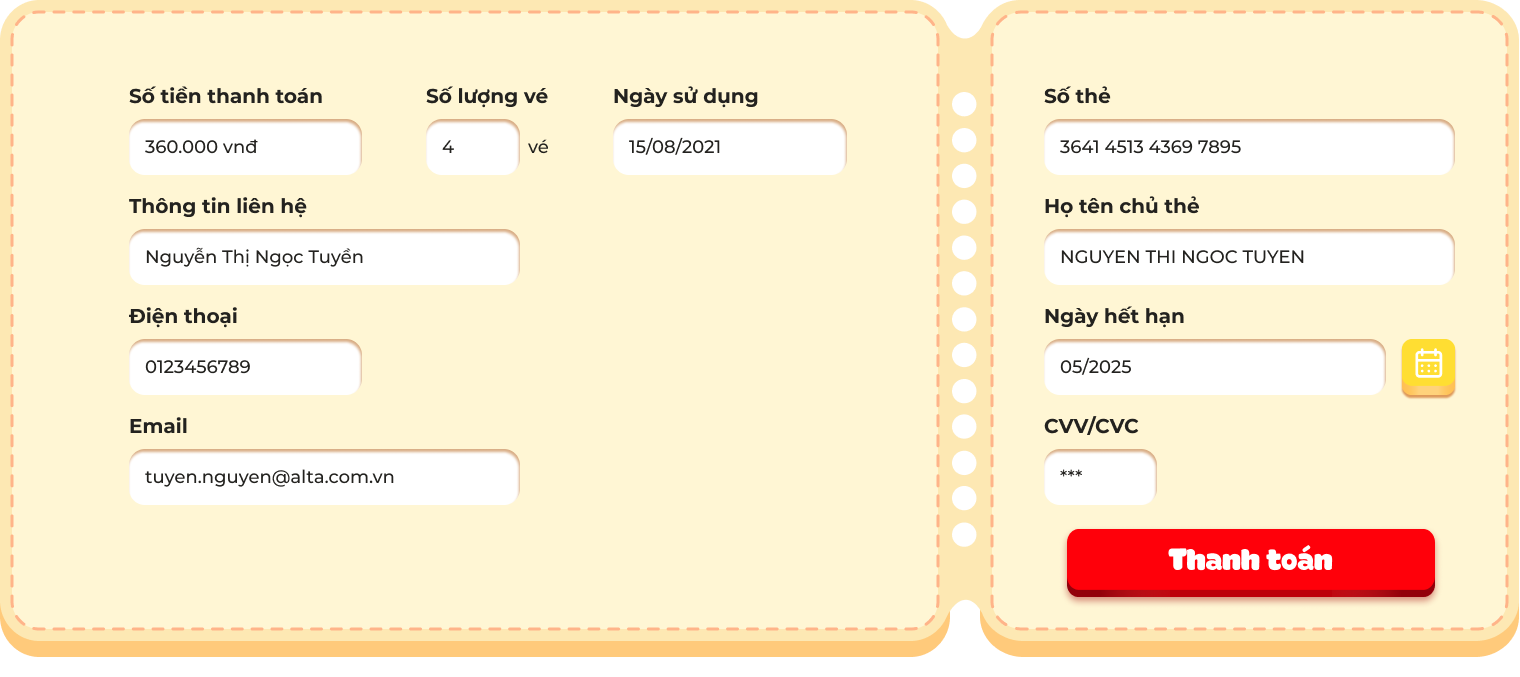 Số tiền thanh toán Số lượng vé Ngày sử dụng
360.000 vnđ 4 vé 15/08/2021
Thông tin liên hệ
Nguyễn Thị Ngọc Tuyền
Điện thoại
0123456789
Email
tuyen.nguyen@alta.com.vn
Số thẻ
3641 4513 4369 7895
Họ tên chủ thẻ
NGUYEN THI NGOC TUYEN
Ngày hết hạn
05/2025
CVV/CVC
***
Thanh toán